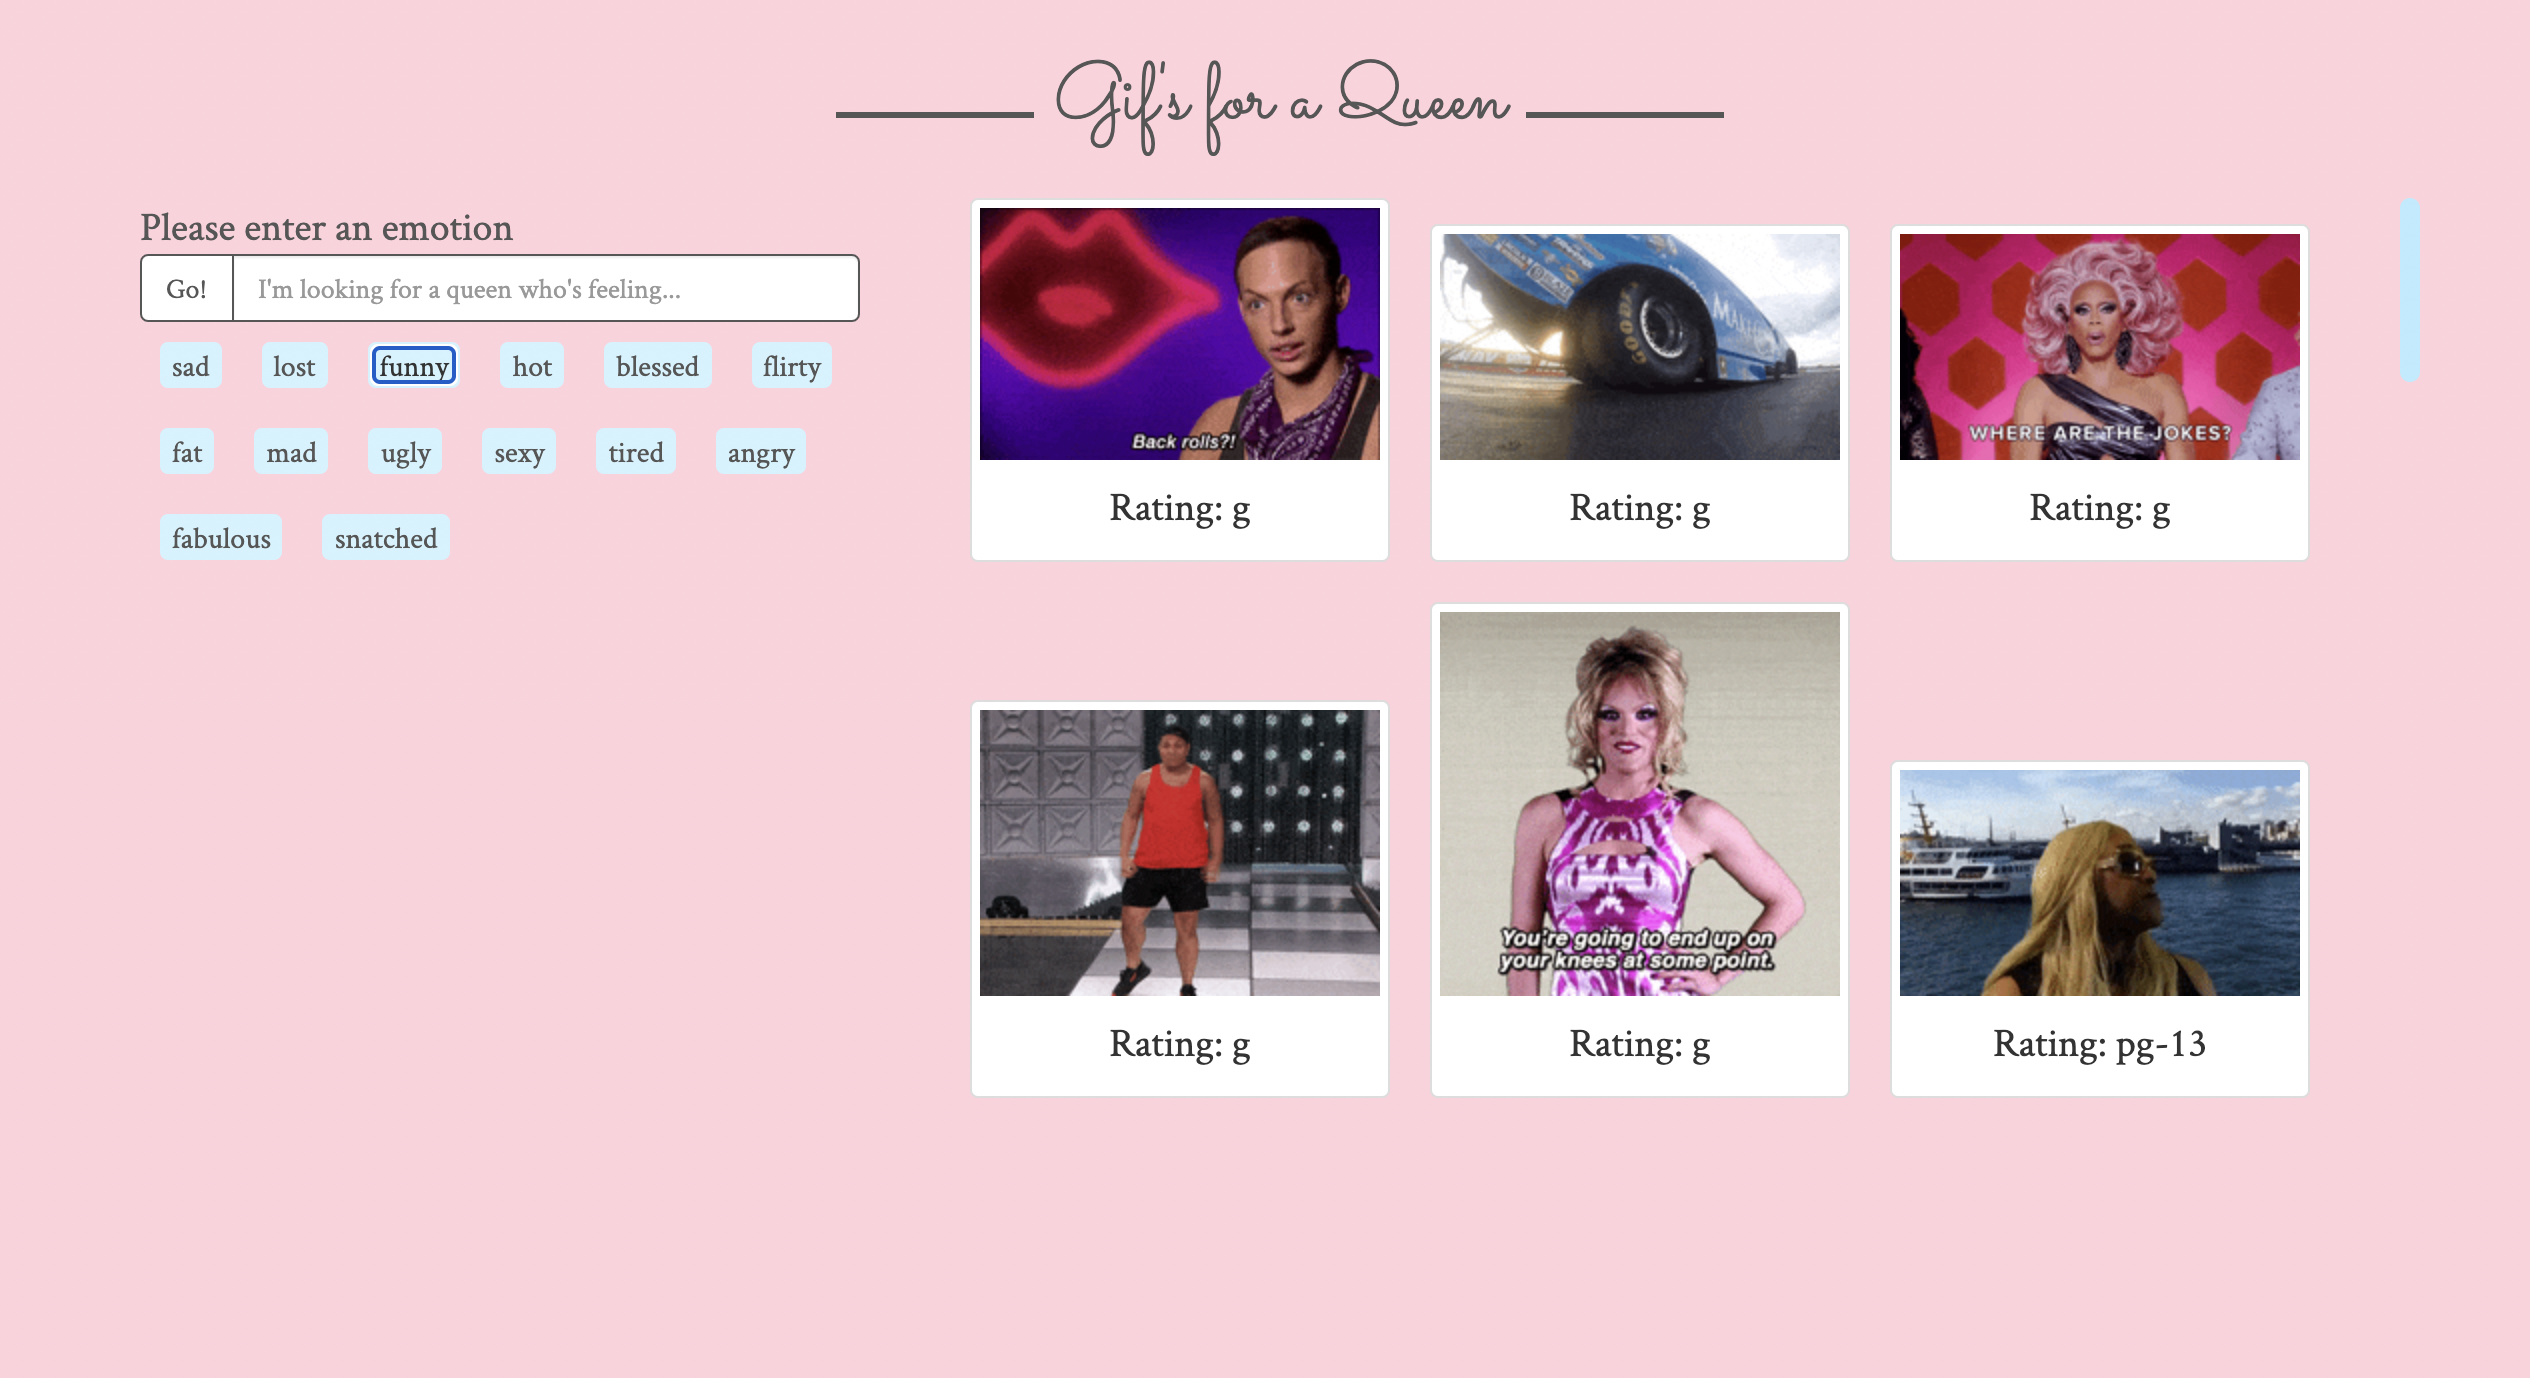 Gif's for a Queen
Please enter an emotion
Go! I'm looking for a queen who's feeling...
sad lost funny hot blessed flirty
fat mad ugly sexy tired angry
fabulous snatched
Back rolls?!
Rating: g
GOOD
MAK
Rating: g
WHERE ARE THE JOKES?
Rating: g
Rating: g
You're going to end up on
your knees at some point.
Rating: g
Rating: pg-13